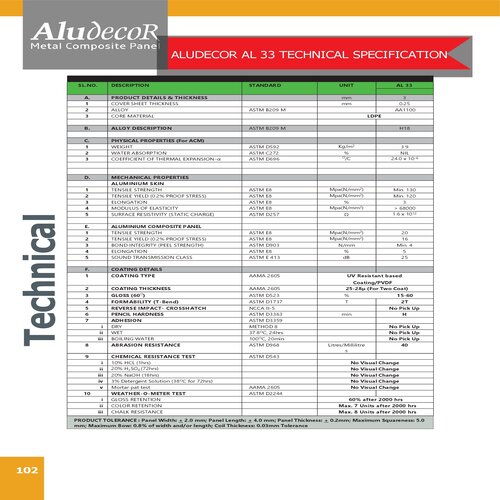 ALUDECOR
Metal Composite Panel
ALUDECOR AL 33 TECHNICAL SPECIFICATION
SL.NO. DESCRIPTION STANDARD UNIT AL 33
A. PRODUCT DETAILS & THICKNESS mm 3
1 COVER SHEET THICKNESS mm 0.25
2 ALLOY ASTM B209 M AA1100
3 CORE MATERIAL LDPE
B. ALLOY DESCRIPTION ASTM B209 M H18
C. PHYSICAL PROPERTIES (For ACM)
1 WEIGHT ASTM D592 Kg/m² 3.9
2 WATER ABSORPTION ASTM C272 % NIL
3 COEFFICIENT OF THERMAL EXPANSION-α ASTM D696 °/C 24.0 x 10⁻⁶
D. MECHANICAL PROPERTIES
ALUMINIUM SKIN
1 TENSILE STRENGTH ASTM E8 Mpa(N/mm²) Min. 130
2 TENSILE YIELD (0.2% PROOF STRESS) ASTM E8 Mpa(N/mm²) Min. 120
3 ELONGATION ASTM E8 % 3
4 MODULUS OF ELASTICITY ASTM E8 Mpa(N/mm²) > 68000
5 SURFACE RESISTIVITY (STATIC CHARGE) ASTM D257 Ω 1.6 x 10¹²
E. ALUMINIUM COMPOSITE PANEL
1 TENSILE STRENGTH ASTM E8 Mpa(N/mm²) 20
2 TENSILE YIELD (0.2% PROOF STRESS) ASTM E8 Mpa(N/mm²) 16
3 BOND INTEGRITY (PEEL STRENGTH) ASTM D903 N/mm Min. 4
4 ELONGATION ASTM E8 % 5
5 SOUND TRANSMISSION CLASS ASTM E 413 dB 25
F. COATING DETAILS
1 COATING TYPE AAMA 2605 UV Resistant based
Coating/PVDF
2 COATING THICKNESS AAMA 2605 25-28µ (For Two Coat)
3 GLOSS (60°) ASTM D523 % 15-60
4 FORMABILITY (T-Bend) ASTM D1737 T 2T
5 REVERSE IMPACT- CROSSHATCH NCCA II-5 No Pick Up
6 PENCIL HARDNESS ASTM D3363 min H
7 ADHESION ASTM D3359
i DRY METHOD 8 No Pick Up
ii WET 37.8°C, 24hrs No Pick Up
iii BOILING WATER 100°C, 20min No Pick Up
8 ABRASION RESISTANCE ASTM D968 Litres/Millilitre 40
s
9 CHEMICAL RESISTANCE TEST ASTM D543
i 10% HCL (1hrs) No Visual Change
ii 20% H₂SO₄ (72hrs) No Visual Change
iii 20% NaOH (18hrs) No Visual Change
iv 3% Detergent Solution (38°C for 72hrs) No Visual Change
v Mortar pat test AAMA 2605 No Visual Change
10 WEATHER-O-METER TEST ASTM D2244
i GLOSS RETENTION 60% after 2000 hrs
ii COLOR RETENTION Max. 7 Units after 2000 hrs
iii CHALK RESISTANCE Max. 8 Units after 2000 hrs
PRODUCT TOLERANCE : Panel Width: ± 2.0 mm; Panel Length: ± 4.0 mm; Panel Thickness: ± 0.2mm; Maximum Squareness: 5.0
mm; Maximum Bow: 0.8% of width and/or length; Coil Thickness: 0.03mm Tolerance
Technical
102